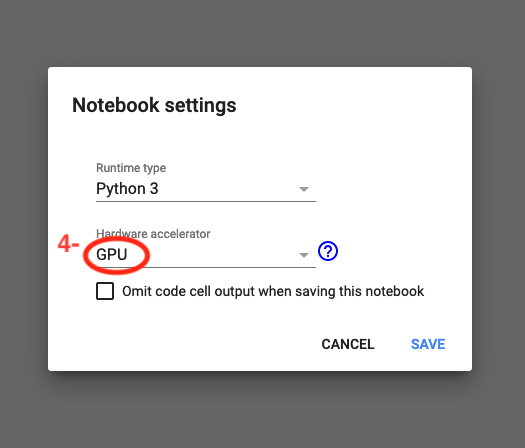 Notebook settings
Runtime type
Python 3
Hardware accelerator
4-
GPU
?
Omit code cell output when saving this notebook
CANCEL SAVE